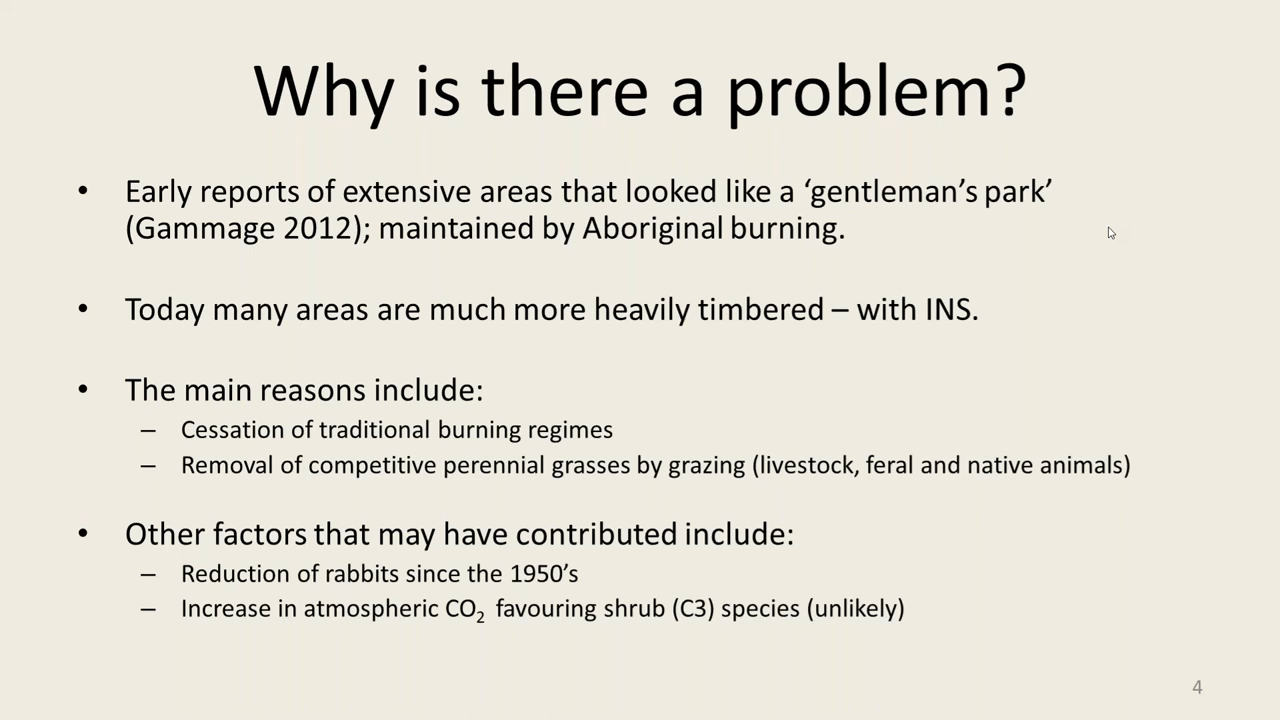 Why is there a problem?
• Early reports of extensive areas that looked like a ‘gentleman’s park’
(Gammage 2012); maintained by Aboriginal burning.
• Today many areas are much more heavily timbered – with INS.
• The main reasons include:
– Cessation of traditional burning regimes
– Removal of competitive perennial grasses by grazing (livestock, feral and native animals)
• Other factors that may have contributed include:
– Reduction of rabbits since the 1950’s
– Increase in atmospheric CO₂ favouring shrub (C3) species (unlikely)
4